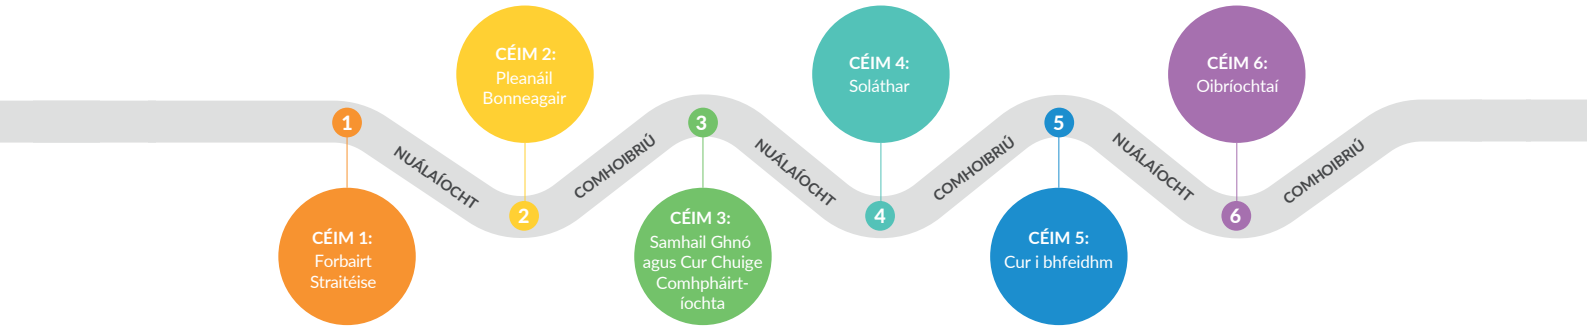 1
CÉIM 1:
Forbairt
Straitéise
NUÁLAÍOCHT
CÉIM 2:
Pleanáil
Bonneagair
2
COMHOIBRIÚ
3
CÉIM 3:
Samhail Ghnó
agus Cur Chuige
Comhpháirt-
íochta
NUÁLAÍOCHT
CÉIM 4:
Soláthar
4
COMHOIBRIÚ
5
CÉIM 5:
Cur i bhfeidhm
NUÁLAÍOCHT
CÉIM 6:
Oibríochtaí
6
COMHOIBRIÚ